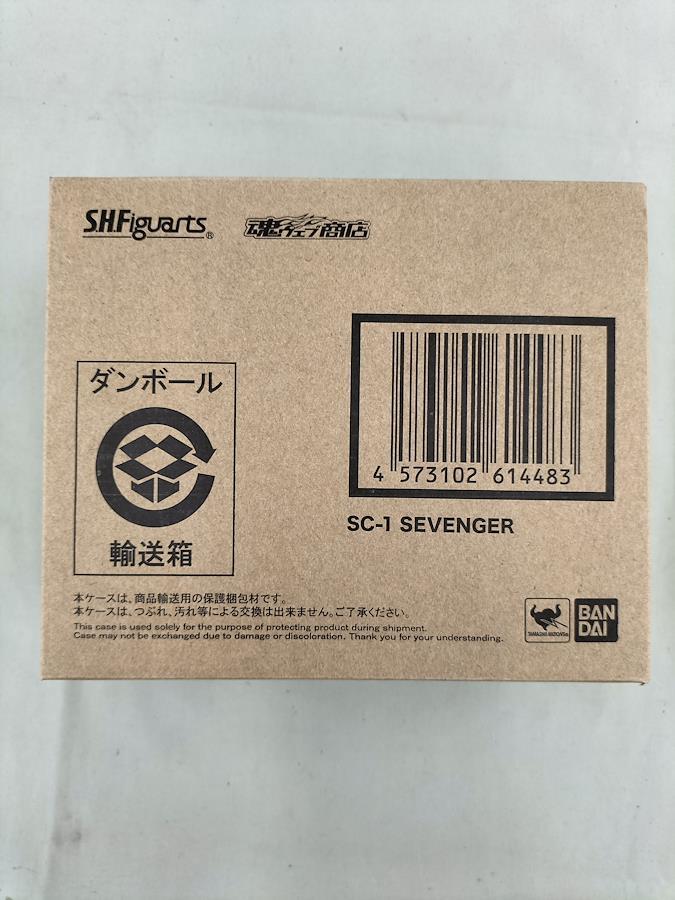 S.H.Figuarts®
魂ウェブ商店
ダンボール
輸送箱
4 573102 614483
SC-1 SEVENGER
本ケースは、商品輸送用の保護梱包材です。
本ケースは、つぶれ、汚れ等による交換は出来ません。ご了承ください。
This case is used solely for the purpose of protecting product during shipment.
Case may not be exchanged due to damage or discoloration. Thank you for your understanding.
TAMASHII NATIONS
BAN
DAI